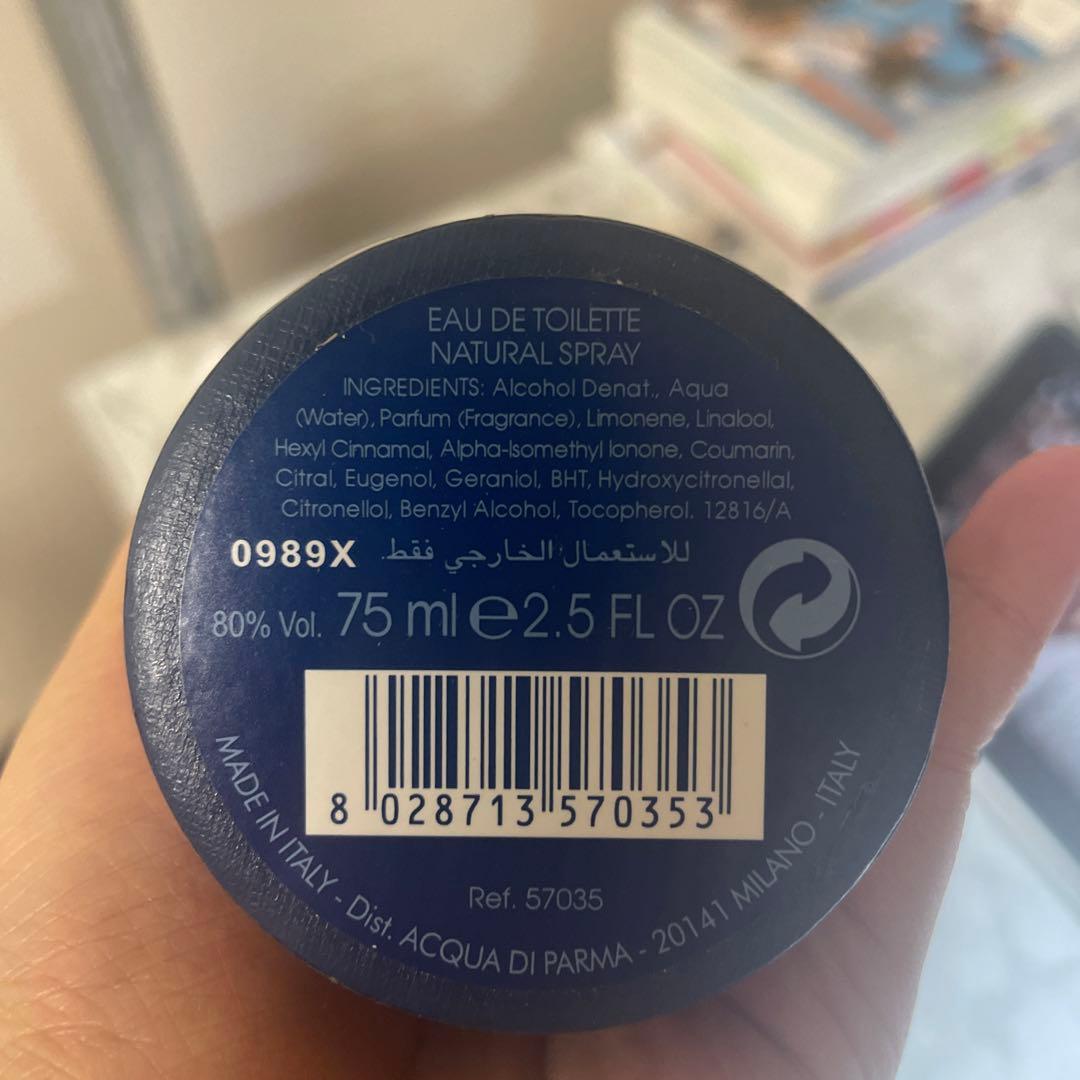 EAU DE TOILETTE
NATURAL SPRAY
INGREDIENTS: Alcohol Denat., Aqua
(Water), Parfum (Fragrance), Limonene, Linalool,
Hexyl Cinnamal, Alpha-Isomethyl Ionone, Coumarin,
Citral, Eugenol, Geraniol, BHT, Hydroxycitronellal,
Citronellol, Benzyl Alcohol, Tocopherol. 12816/A
0989X للاستعمال الخارجي فقط.
80% Vol. 75 ml e 2.5 FL OZ
8 028713 570353
Ref. 57035
MADE IN ITALY - Dist. ACQUA DI PARMA - 20141 MILANO - ITALY